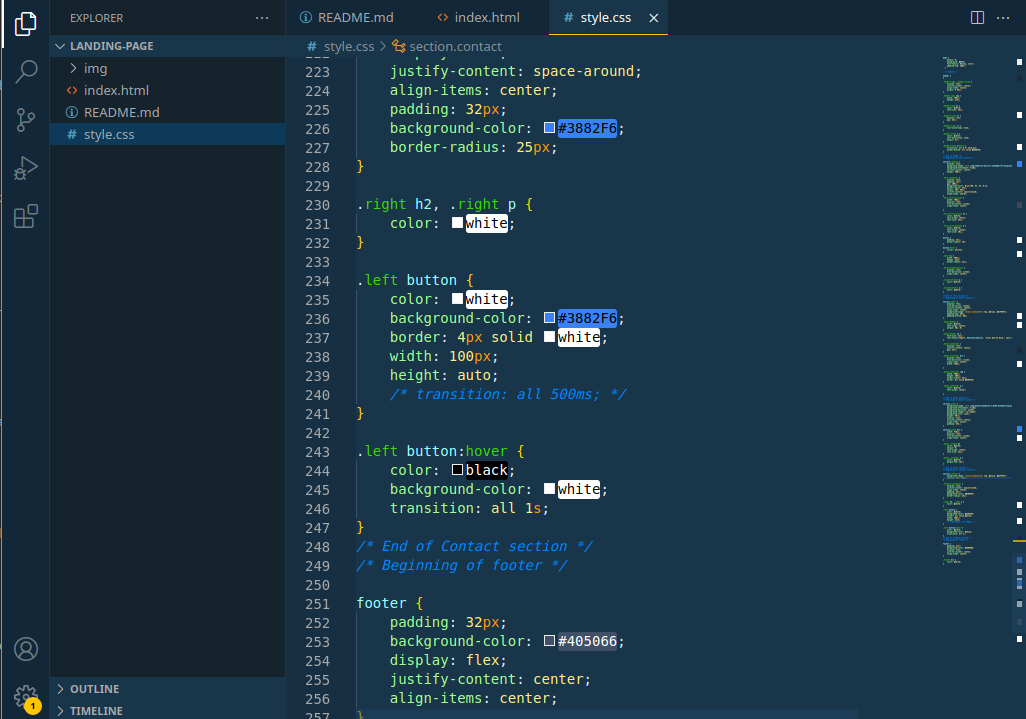 EXPLORER
README.md
index.html
style.css
LANDING-PAGE
img
index.html
README.md
style.css
OUTLINE
TIMELINE
1
style.css > section.contact
223 justify-content: space-around;
224 align-items: center;
225 padding: 32px;
226 background-color: #3882F6;
227 border-radius: 25px;
228 }
229
230 .right h2, .right p {
231 color: white;
232 }
233
234 .left button {
235 color: white;
236 background-color: #3882F6;
237 border: 4px solid white;
238 width: 100px;
239 height: auto;
240 /* transition: all 500ms; */
241 }
242
243 .left button:hover {
244 color: black;
245 background-color: white;
246 transition: all 1s;
247 }
248 /* End of Contact section */
249 /* Beginning of footer */
250
251 footer {
252 padding: 32px;
253 background-color: #405066;
254 display: flex;
255 justify-content: center;
256 align-items: center;
257 }